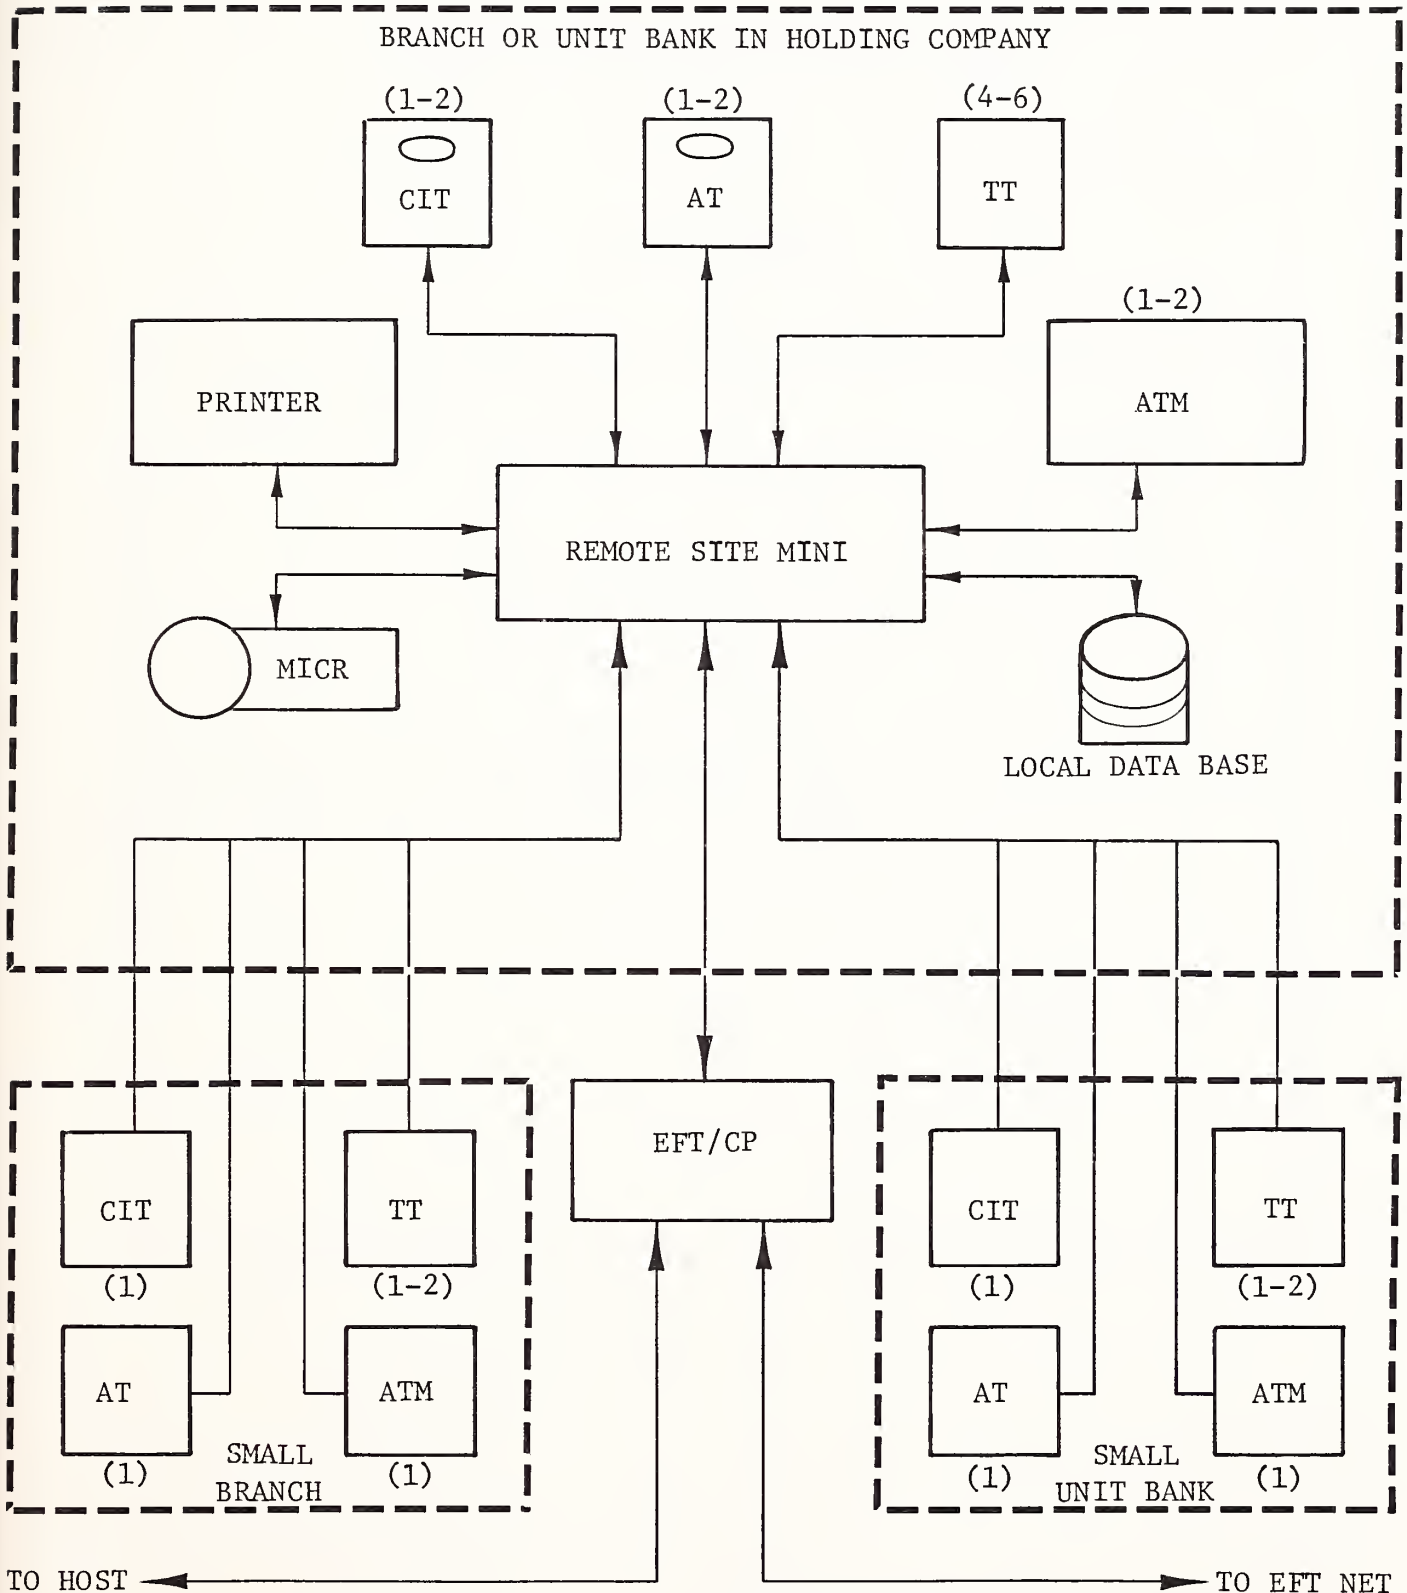 BRANCH OR UNIT BANK IN HOLDING COMPANY
(1-2)
(1-2)
(4-6)
CIT
AT
TT
(1-2)
PRINTER
ATM
REMOTE SITE MINI
MICR
LOCAL DATA BASE
EFT/CP
CIT
(1)
TT
(1-2)
AT
(1)
ATM
(1)
SMALL
BRANCH
CIT
(1)
TT
(1-2)
AT
(1)
ATM
(1)
SMALL
UNIT BANK
TO HOST
TO EFT NET